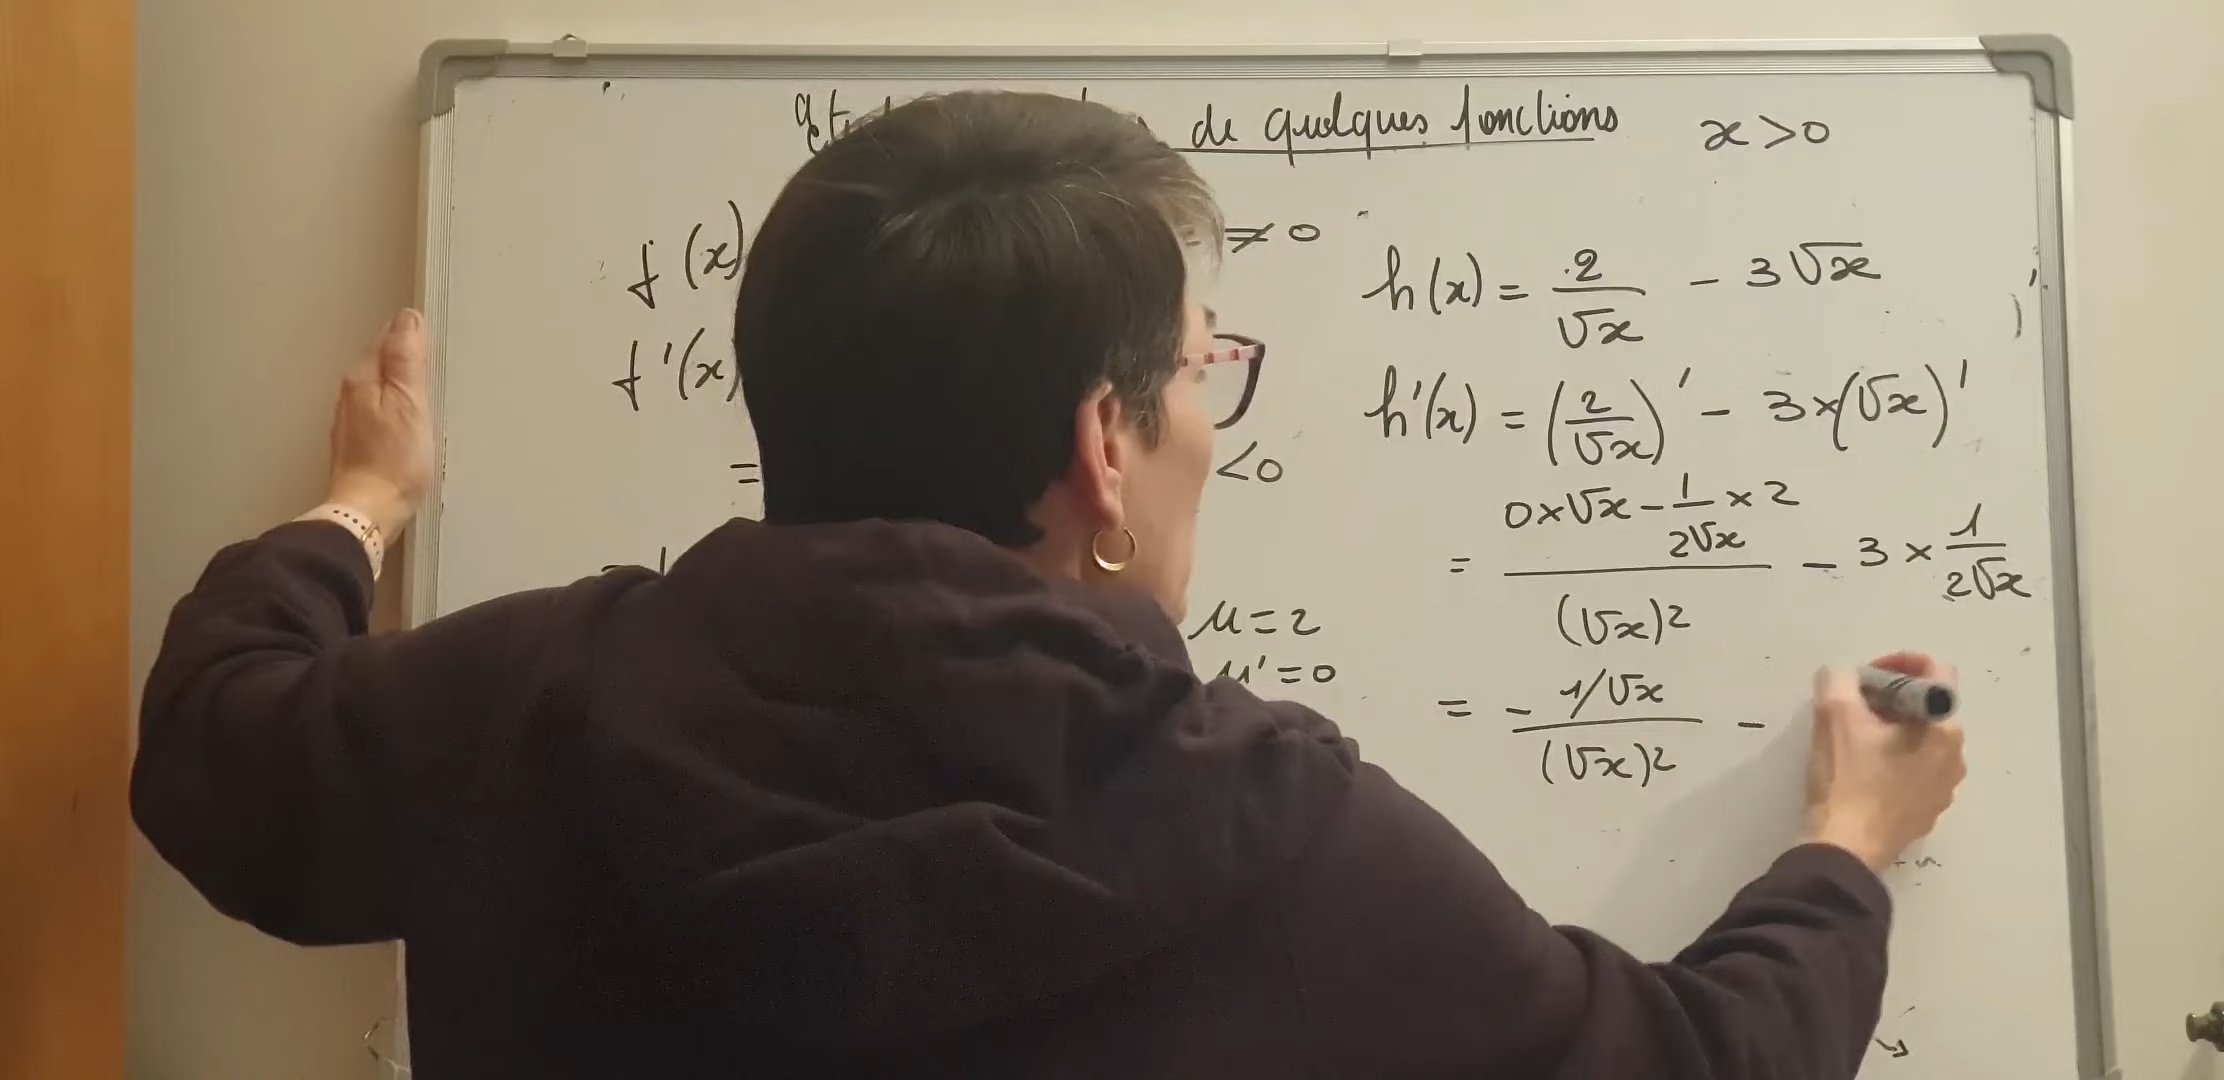 de quelques fonctions x>0
f(x) ≠0
f'(x)
= <0
u=2
u'=0
h(x) = 2/√x - 3√x
h'(x) = (2/√x)' - 3×(√x)'
= (0×√x - 1/(2√x) ×2)/(√x)² - 3 × 1/(2√x)
= - (1/√x)/(√x)² -